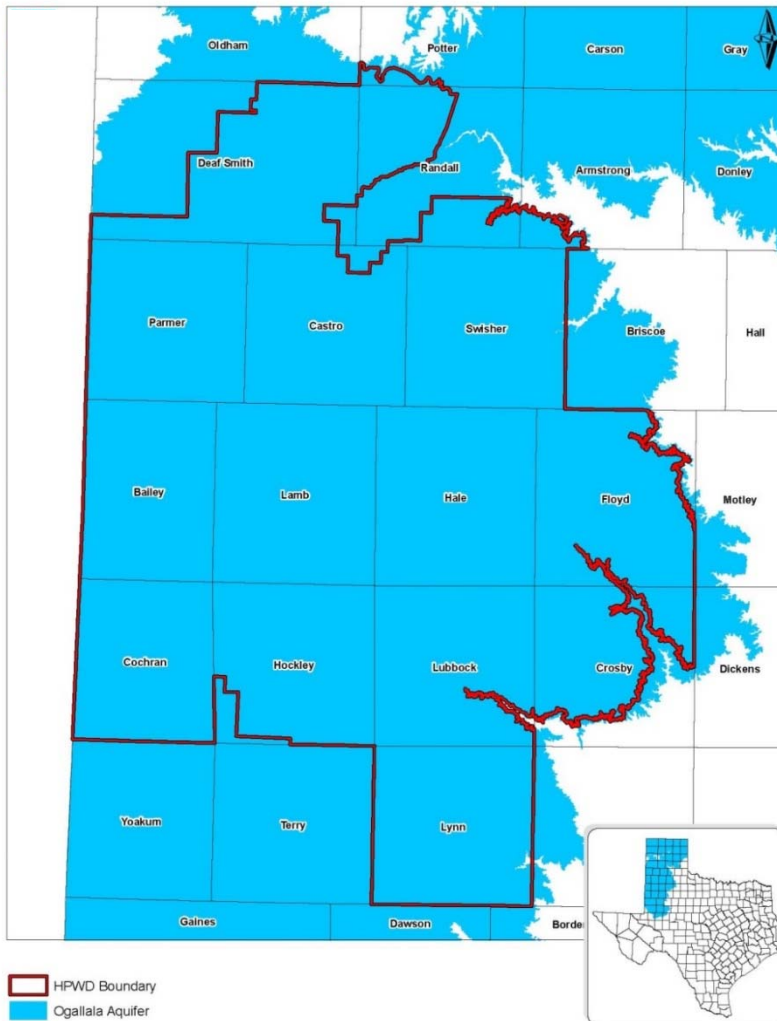 Oldham
Potter
Carson
Gray
Deaf Smith
Randall
Armstrong
Donley
Parmer
Castro
Swisher
Briscoe
Hall
Bailey
Lamb
Hale
Floyd
Motley
Cochran
Hockley
Lubbock
Crosby
Dickens
Yoakum
Terry
Lynn
Gaines
Dawson
Borden
HPWD Boundary
Ogallala Aquifer